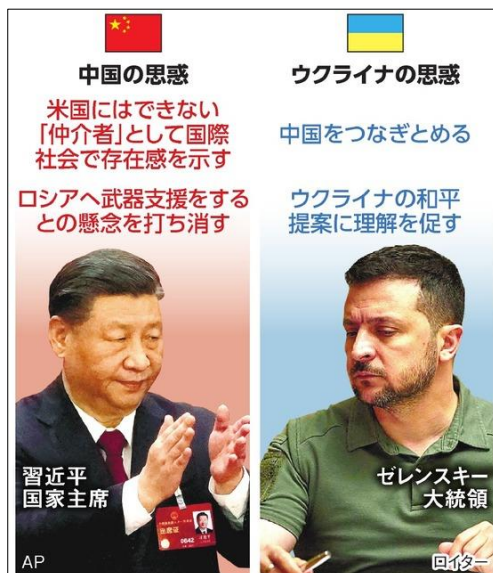 中国の思惑
米国にはできない
「仲介者」として国際
社会で存在感を示す
ロシアへ武器支援をする
との懸念を打ち消す
習近平
国家主席
AP
0642
ウクライナの思惑
中国をつなぎとめる
ウクライナの和平
提案に理解を促す
ゼレンスキー
大統領
ロイター